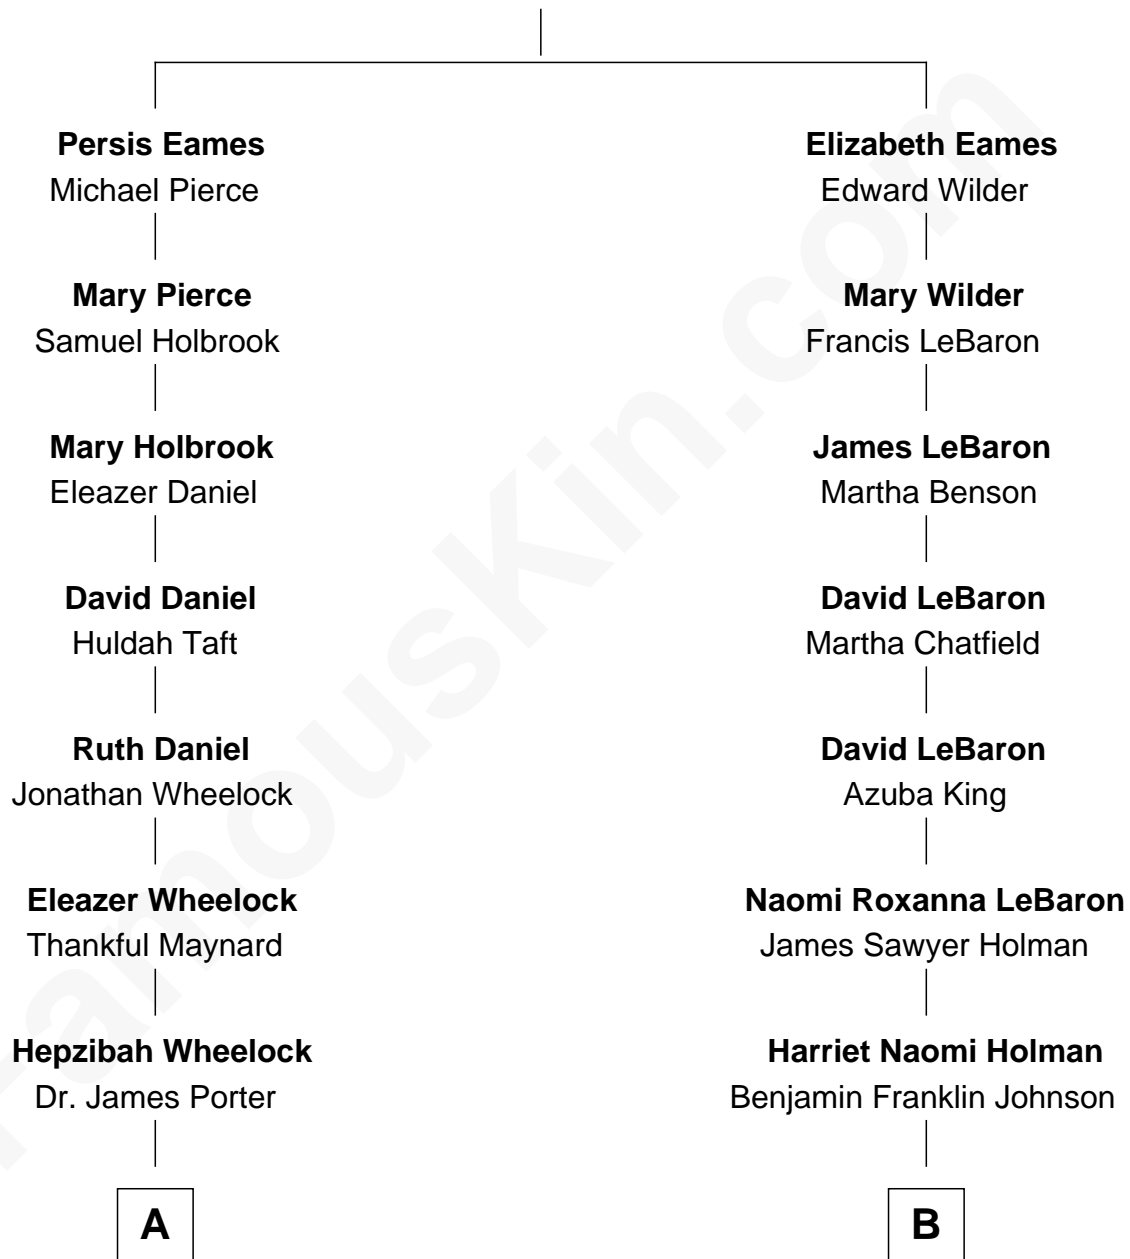 Persis Eames
Michael Pierce
Mary Pierce
Samuel Holbrook
Mary Holbrook
Eleazer Daniel
David Daniel
Huldah Taft
Ruth Daniel
Jonathan Wheelock
Eleazer Wheelock
Thankful Maynard
Hepzibah Wheelock
Dr. James Porter
A
Elizabeth Eames
Edward Wilder
Mary Wilder
Francis LeBaron
James LeBaron
Martha Benson
David LeBaron
Martha Chatfield
David LeBaron
Azuba King
Naomi Roxanna LeBaron
James Sawyer Holman
Harriet Naomi Holman
Benjamin Franklin Johnson
B
FamousKin.com